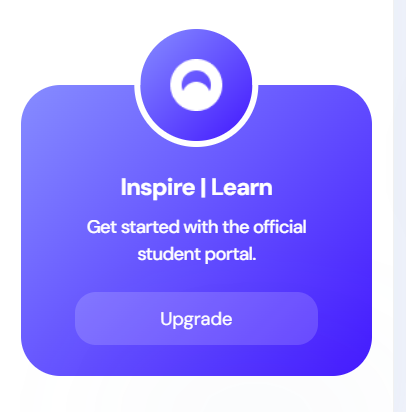 Inspire | Learn
Get started with the official
student portal.
Upgrade